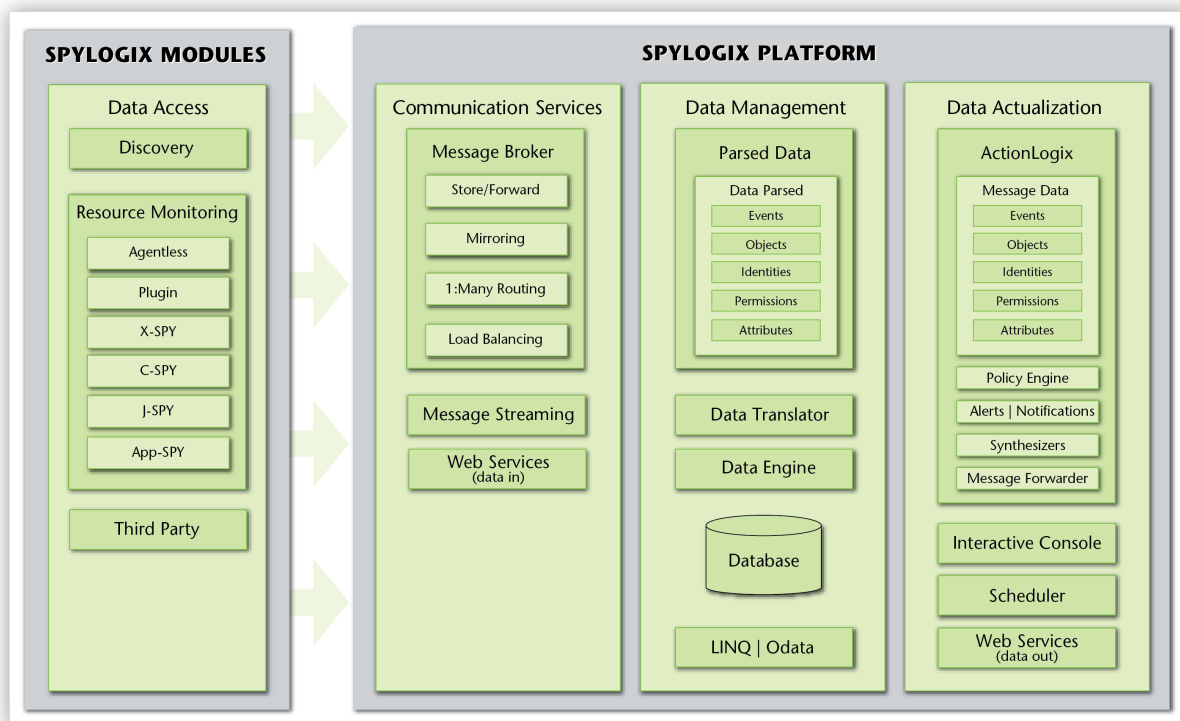 SPYLOGIX MODULES
Data Access
Discovery
Resource Monitoring
Agentless
Plugin
X-SPY
C-SPY
J-SPY
App-SPY
Third Party
SPYLOGIX PLATFORM
Communication Services
Message Broker
Store/Forward
Mirroring
1:Many Routing
Load Balancing
Message Streaming
Web Services
(data in)
Data Management
Parsed Data
Data Parsed
Events
Objects
Identities
Permissions
Attributes
Data Translator
Data Engine
Database
LINQ | Odata
Data Actualization
ActionLogix
Message Data
Events
Objects
Identities
Permissions
Attributes
Policy Engine
Alerts | Notifications
Synthesizers
Message Forwarder
Interactive Console
Scheduler
Web Services
(data out)